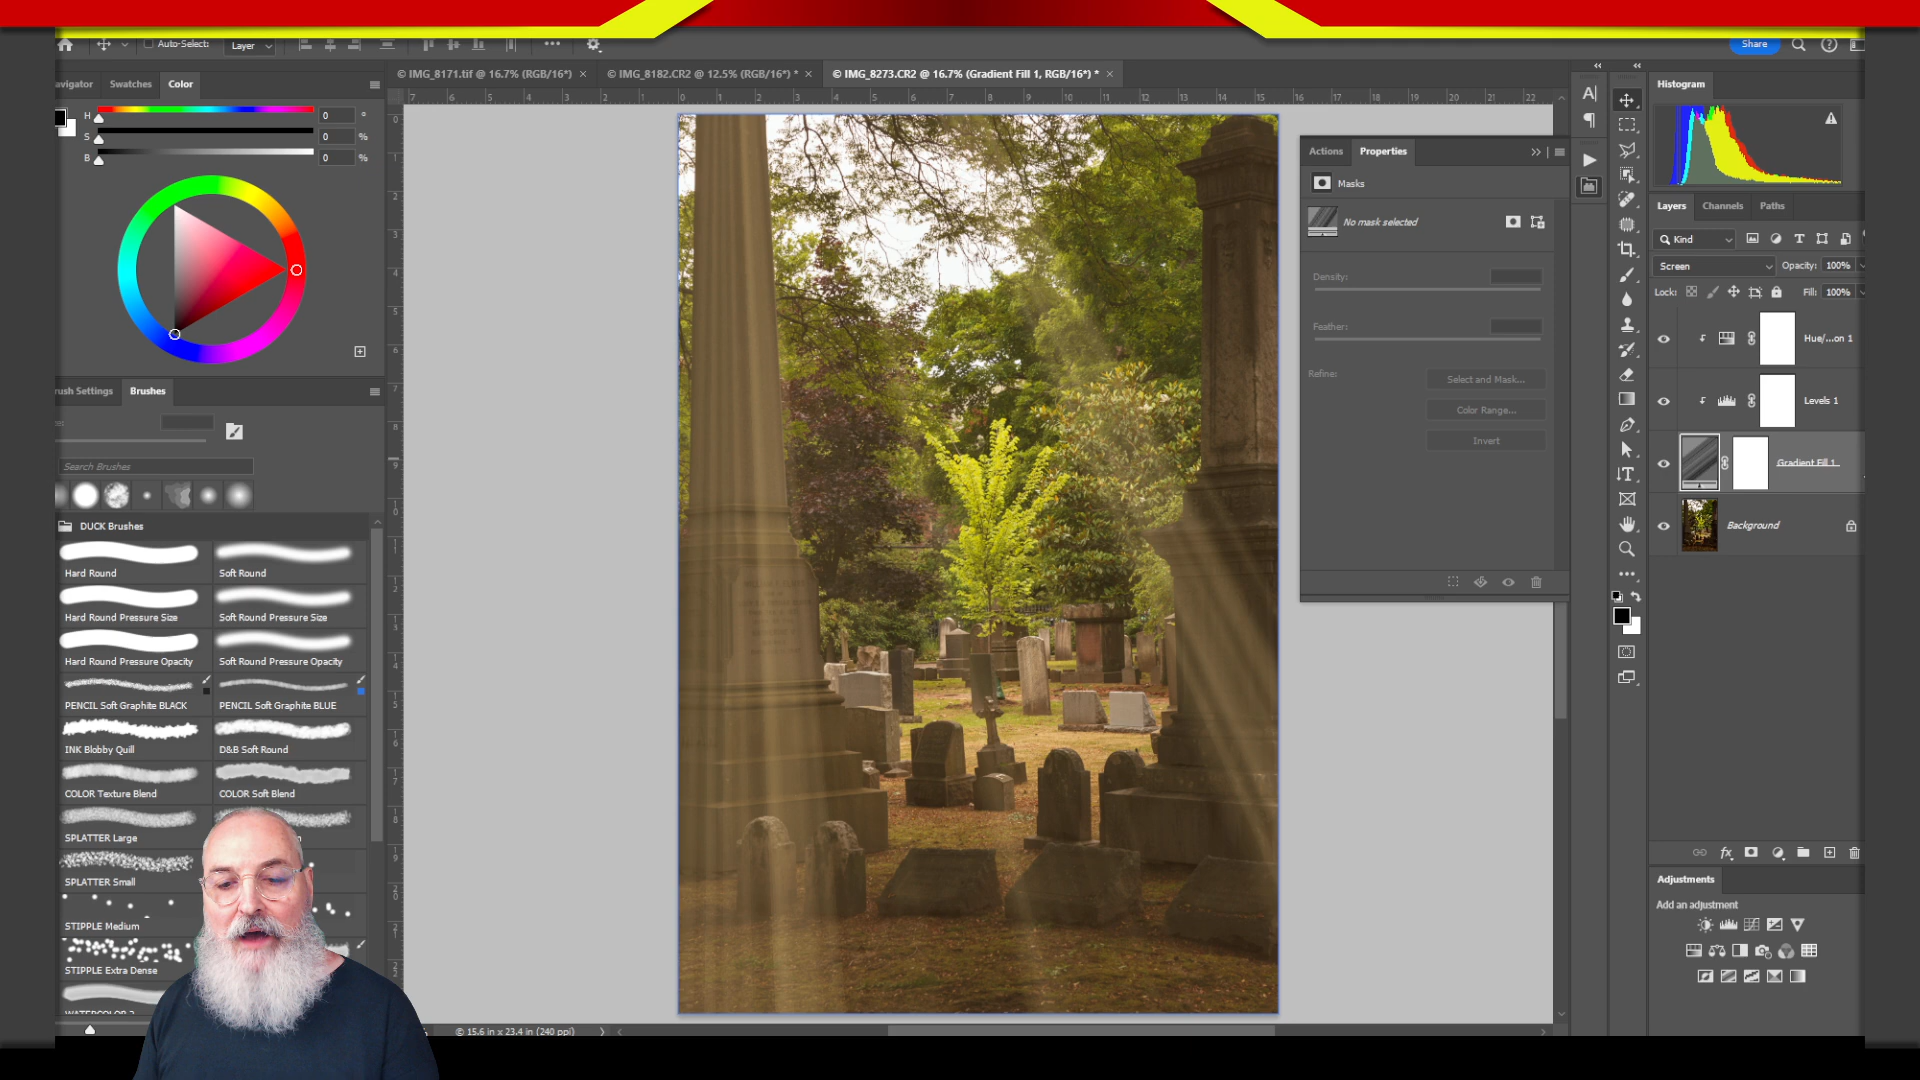 Auto-Select:
Layer
Share
avigator
Swatches
Color
© IMG_8171.tif @ 16.7% (RGB/16*)
© IMG_8182.CR2 @ 12.5% (RGB/16*) *
© IMG_8273.CR2 @ 16.7% (Gradient Fill 1, RGB/16*) *
Histogram
H
0
°
S
0
%
B
0
%
Actions
Properties
Masks
No mask selected
Density:
Feather:
Refine:
Select and Mask...
Color Range...
Invert
Layers
Channels
Paths
Kind
Screen
Opacity:
100%
Lock:
Fill:
100%
Hue/...on 1
Levels 1
Gradient Fill 1
Background
Adjustments
Add an adjustment
rush Settings
Brushes
Search Brushes
DUCK Brushes
Hard Round
Soft Round
Hard Round Pressure Size
Soft Round Pressure Size
Hard Round Pressure Opacity
Soft Round Pressure Opacity
PENCIL Soft Graphite BLACK
PENCIL Soft Graphite BLUE
INK Blobby Quill
D&B Soft Round
COLOR Texture Blend
COLOR Soft Blend
SPLATTER Large
SPLATTER Small
STIPPLE Medium
STIPPLE Extra Dense
WATERCOLOR 2
© 15.6 in x 23.4 in (240 ppi)